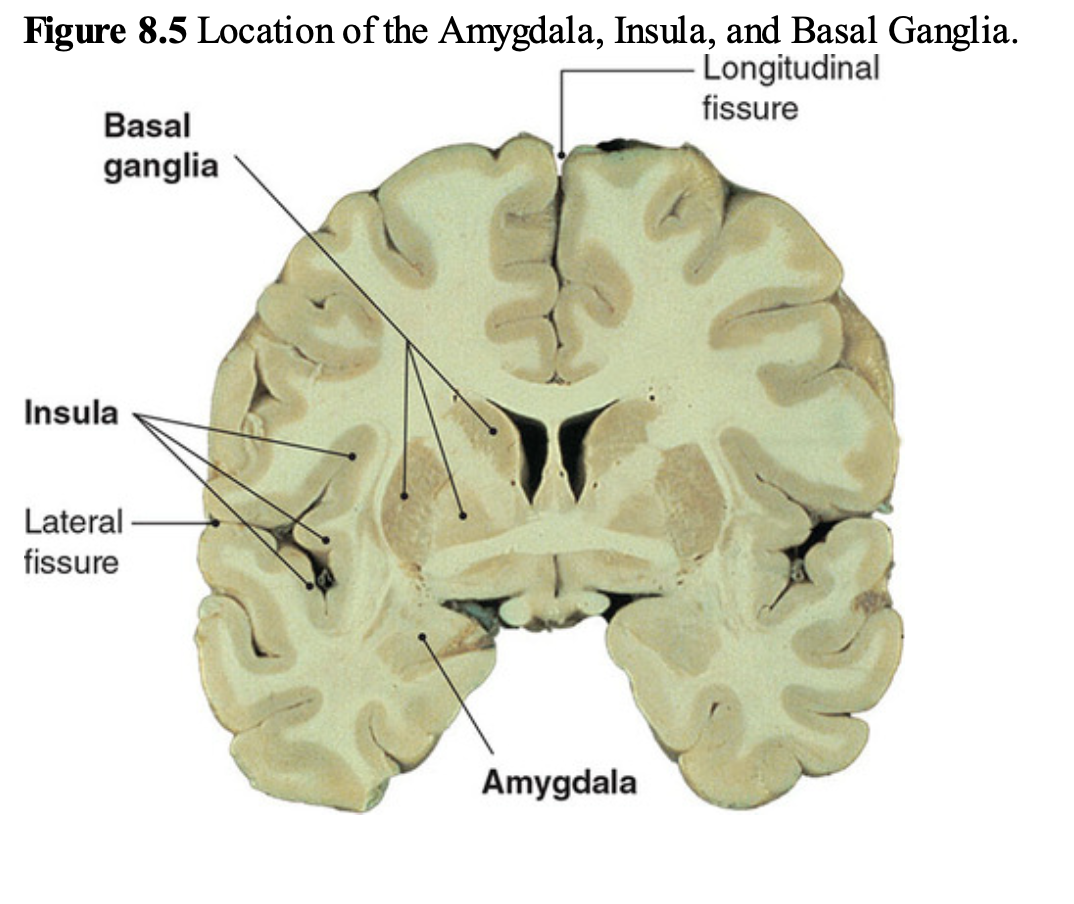 Figure 8.5 Location of the Amygdala, Insula, and Basal Ganglia.
Longitudinal
fissure
Basal
ganglia
Insula
Lateral
fissure
Amygdala